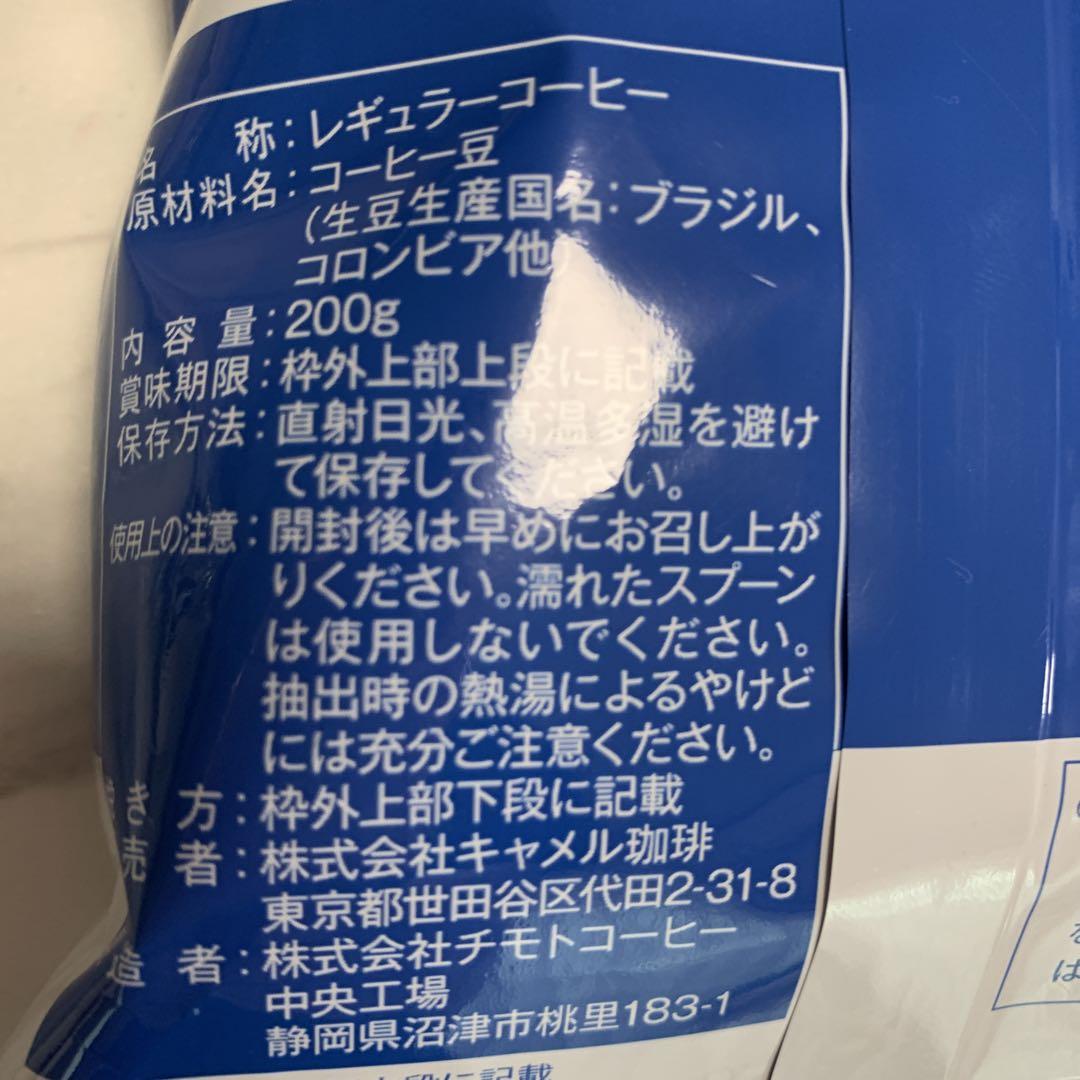 名 称：レギュラーコーヒー
原材料名：コーヒー豆
(生豆生産国名：ブラジル、
コロンビア他)
内容量：200g
賞味期限：枠外上部上段に記載
保存方法：直射日光、高温多湿を避け
て保存してください。
使用上の注意：開封後は早めにお召し上が
りください。濡れたスプーン
は使用しないでください。
抽出時の熱湯によるやけど
には充分ご注意ください。
き方：枠外上部下段に記載
売者：株式会社キャメル珈琲
東京都世田谷区代田2-31-8
造者：株式会社チモトコーヒー
中央工場
静岡県沼津市桃里183-1
段に記載
は